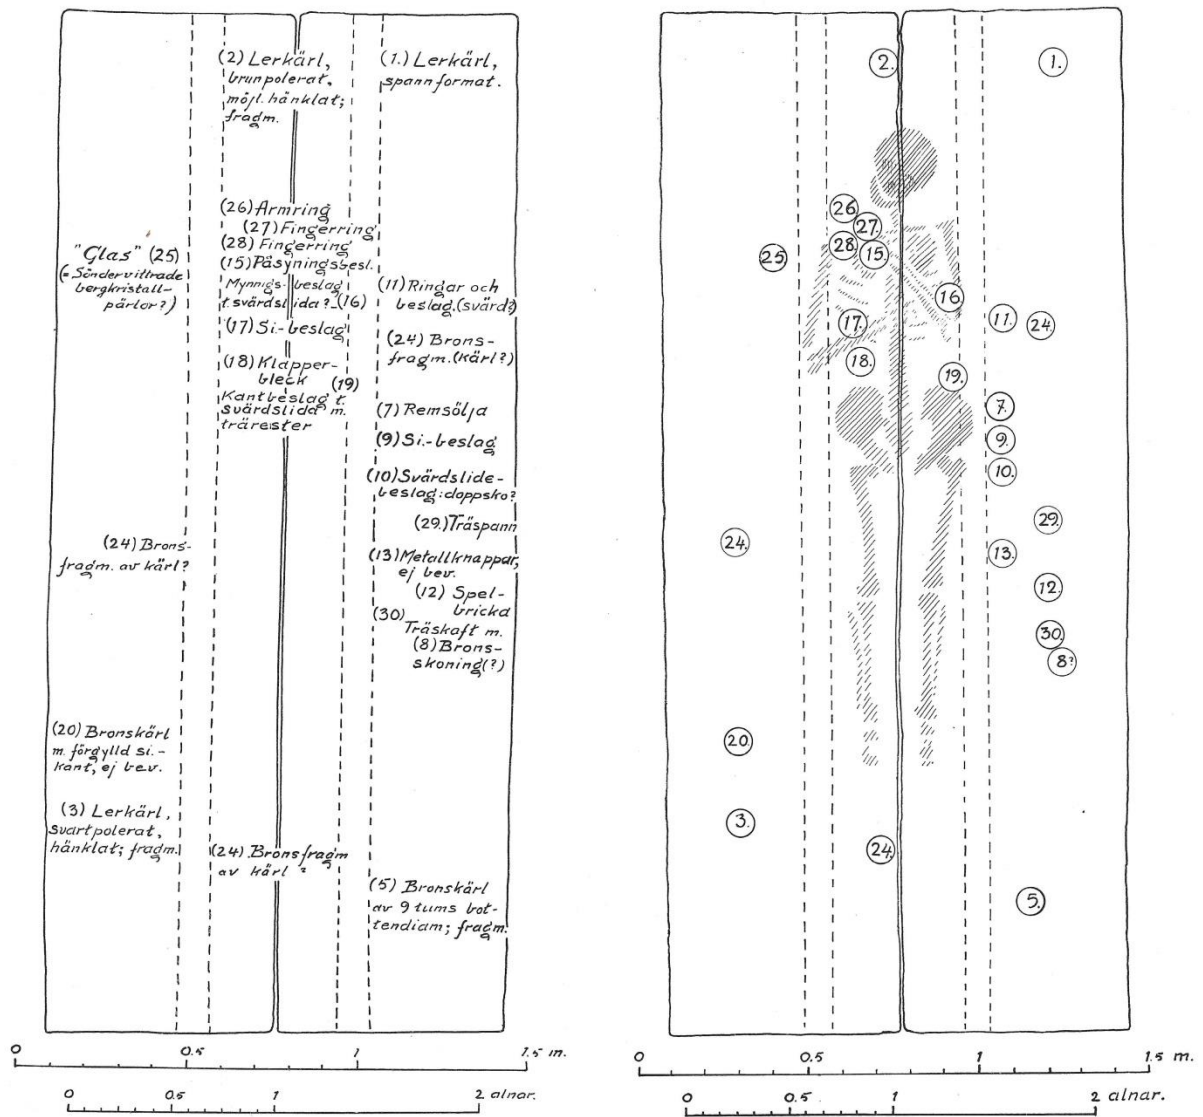 (2) Lerkärl,
brunpolerat,
möjl. hänklat;
fragm.
(1.) Lerkärl,
spannformat.
(26) Armring
(27) Fingerring
(28) Fingerring
(15) Påsyningsbesl.
Mynnigs-beslag
t. svärdslida? (16)
(17) Si-beslag
(18) Klapper-
bleck (19)
Kantbeslag t.
svärdslida m.
trärester
"Glas" (25)
(= Söndervittrade
bergkristall-
pärlor?)
(11) Ringar och
beslag. (svärd?)
(24) Brons-
fragm. (kärl?)
(7) Remsölja
(9) Si.-beslag
(10) Svärdslide-
beslag: doppsko?
(29.) Träspann
(13) Metallknappar,
ej bev.
(12) Spel-
bricka
(30)
Träskaft m.
(8) Brons-
skoning (?)
(24) Brons-
fragm. av kärl?
(20) Bronskärl
m. förgylld si.-
kant, ej bev.
(3) Lerkärl,
svartpolerat,
hänklat; fragm.
(24). Bronsfragm
av kärl ?
(5) Bronskärl
av 9 tums bot-
tendiam; fragm.
0 0.5 1 1.5 m.
0 0.5 1 2 alnar.
2. 1.
26
27.
28. 15.
25
16
17. 11. 24.
18.
19.
7.
9.
10.
29.
24. 13.
12.
30.
8?
20.
3.
24.
5.
0 0.5 1 1.5 m.
0 0.5 1 2 alnar.